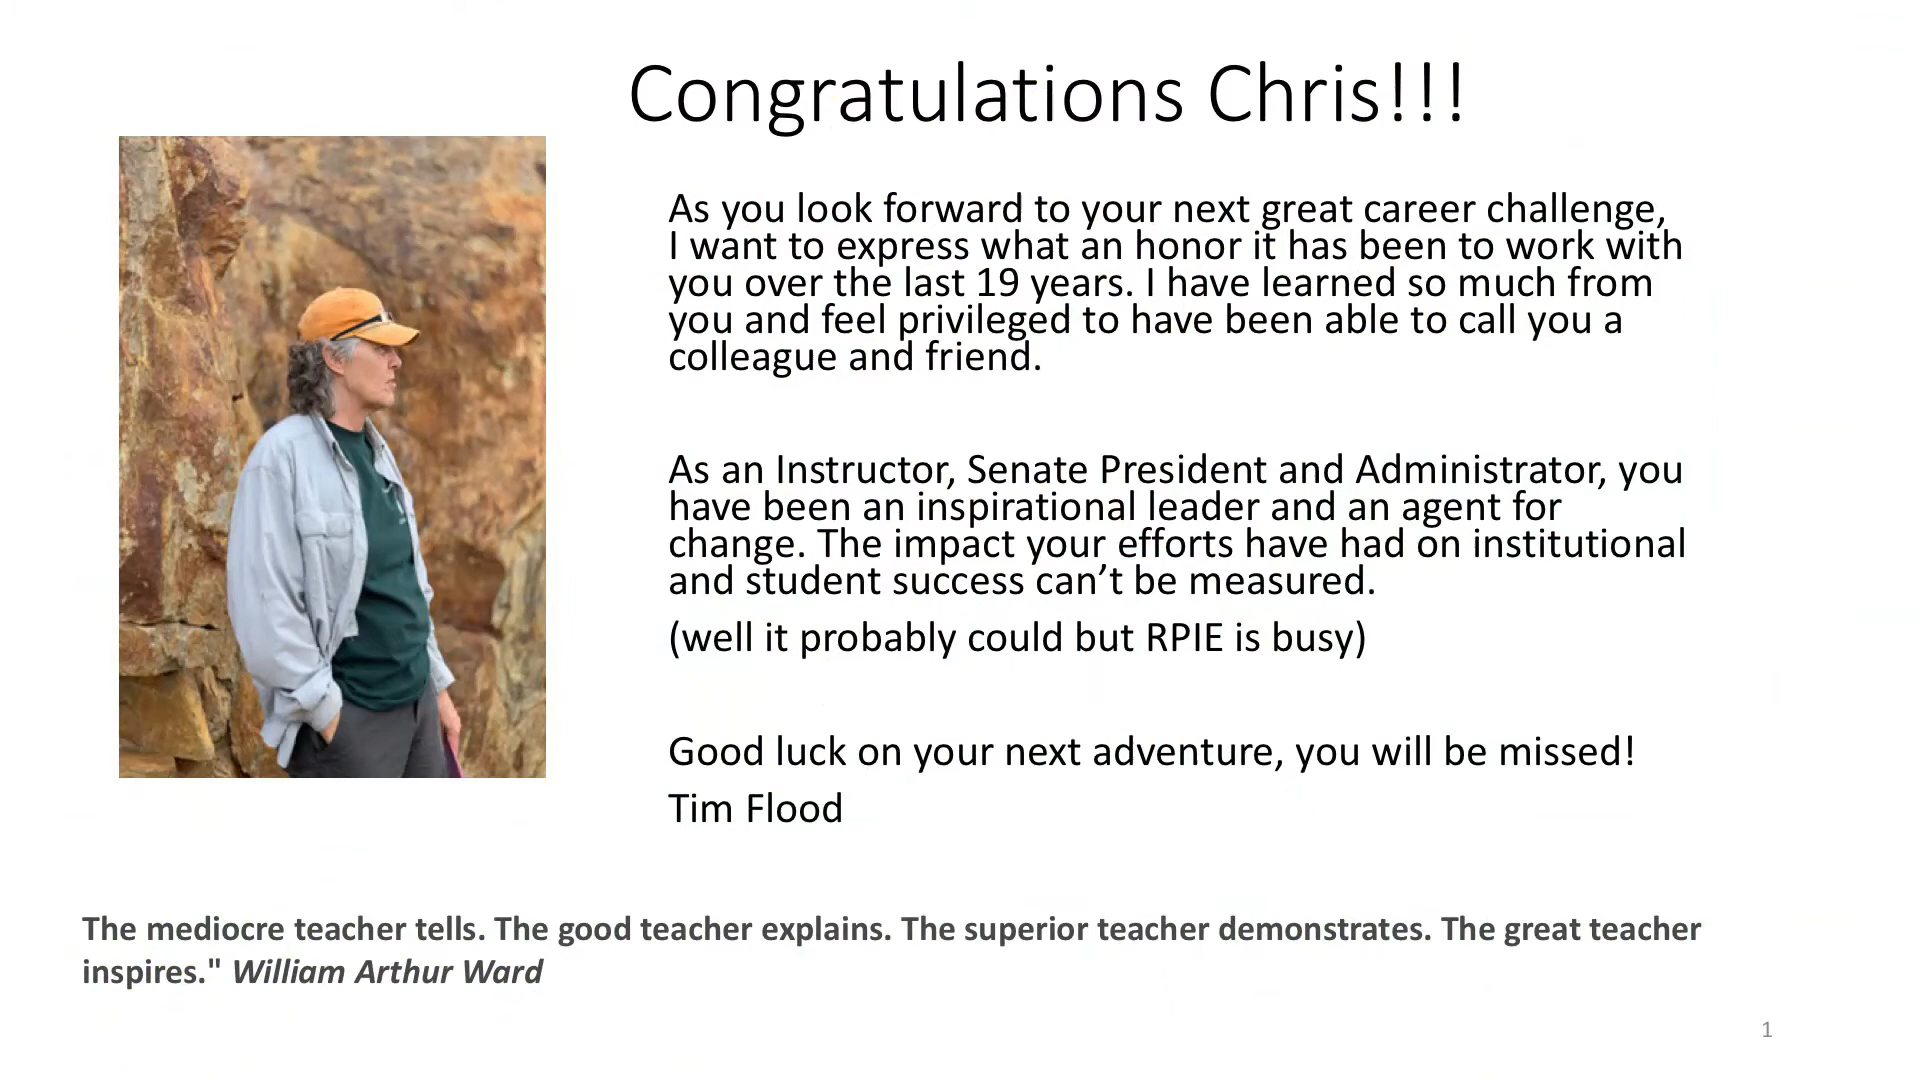 Congratulations Chris!!!
As you look forward to your next great career challenge,
I want to express what an honor it has been to work with
you over the last 19 years. I have learned so much from
you and feel privileged to have been able to call you a
colleague and friend.
As an Instructor, Senate President and Administrator, you
have been an inspirational leader and an agent for
change. The impact your efforts have had on institutional
and student success can’t be measured.
(well it probably could but RPIE is busy)
Good luck on your next adventure, you will be missed!
Tim Flood
The mediocre teacher tells. The good teacher explains. The superior teacher demonstrates. The great teacher
inspires." William Arthur Ward
1